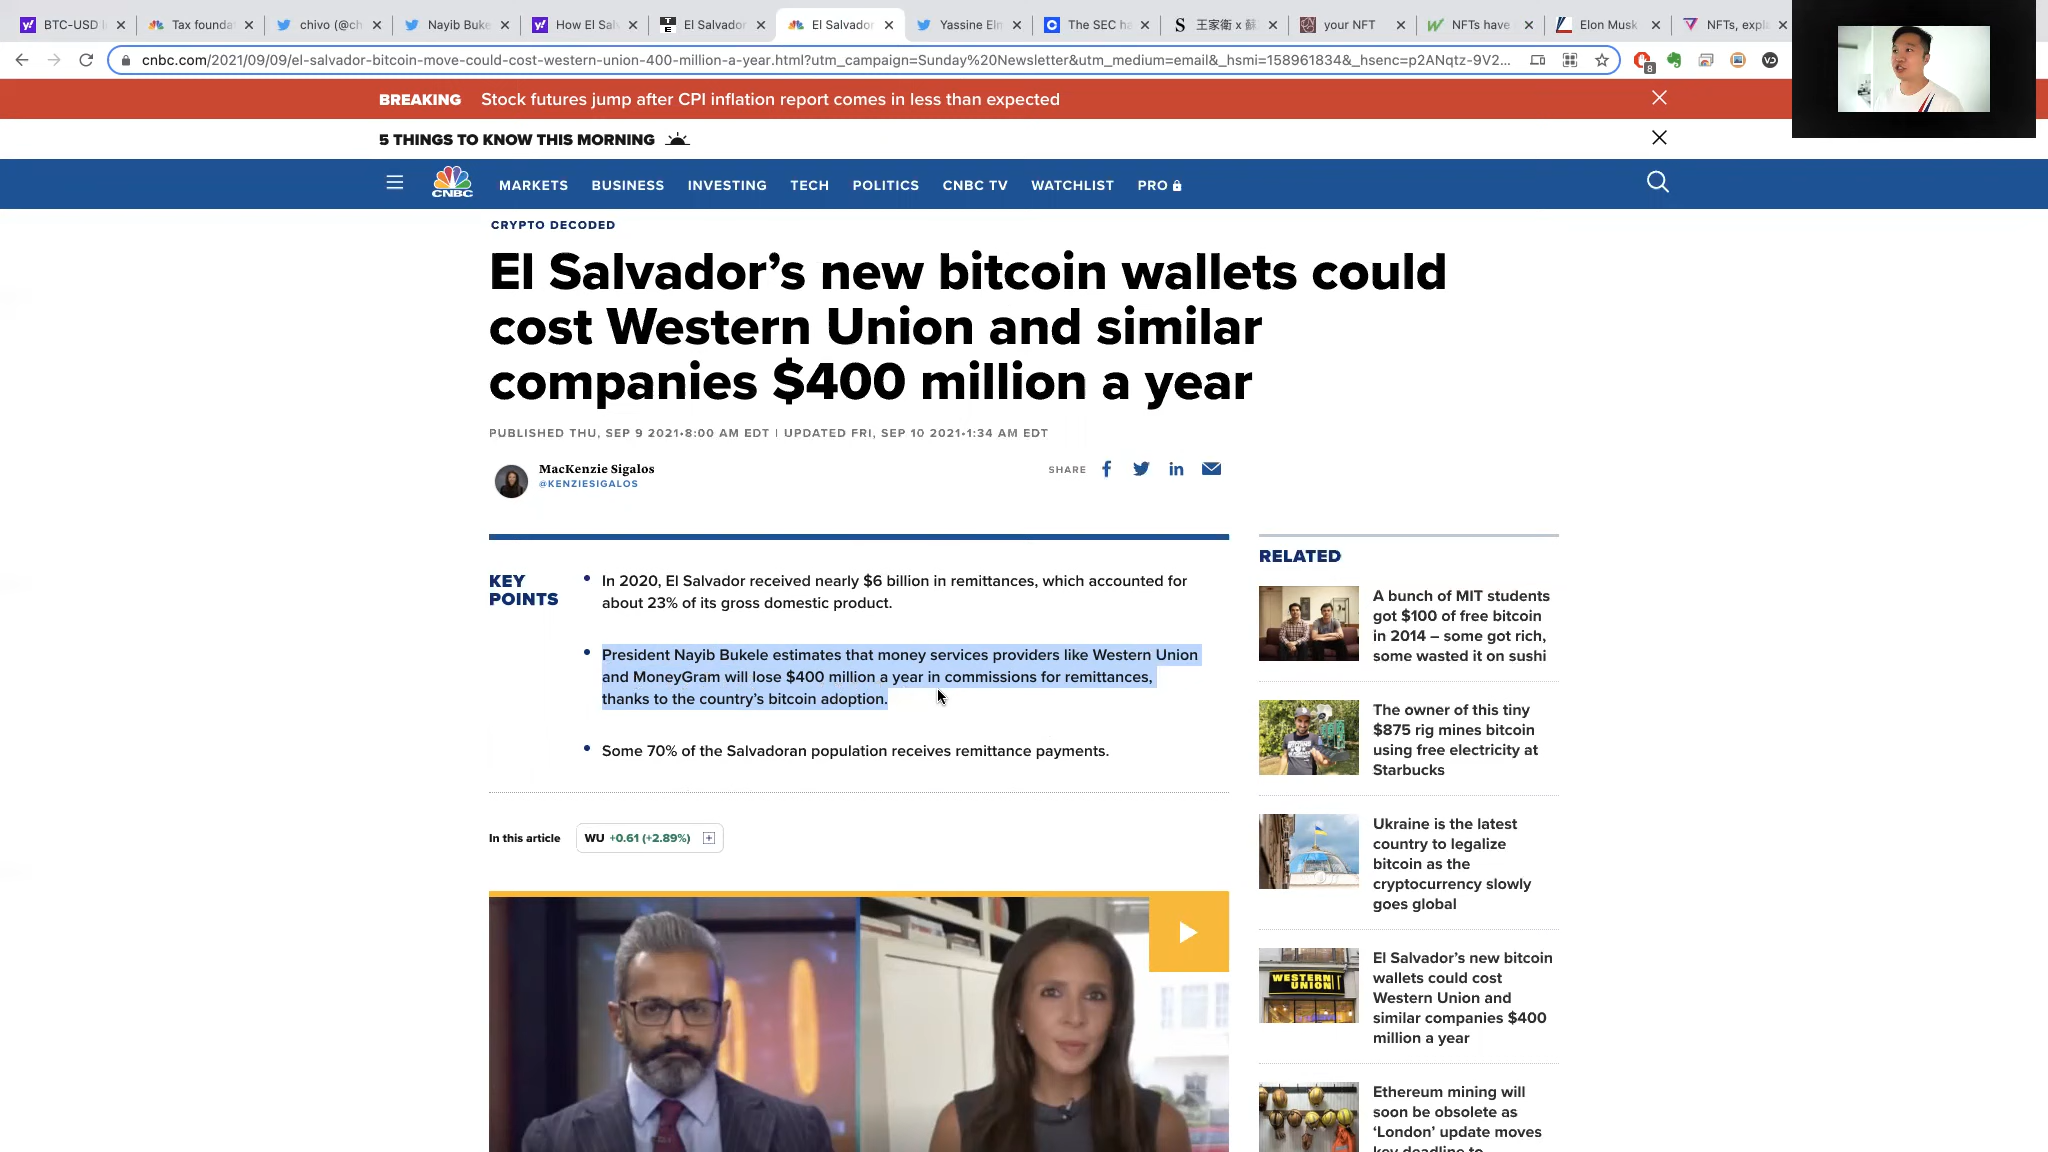 BTC-USD
Tax founda
chivo (@ch
Nayib Buke
How El Sal
El Salvador
El Salvador
Yassine Elm
The SEC ha
王家衛 x 蘇
your NFT
NFTs have
Elon Musk
NFTs, expla
cnbc.com/2021/09/09/el-salvador-bitcoin-move-could-cost-western-union-400-million-a-year.html?utm_campaign=Sunday%20Newsletter&utm_medium=email&_hsmi=158961834&_hsenc=p2ANqtz-9V2...
8
BREAKING Stock futures jump after CPI inflation report comes in less than expected
5 THINGS TO KNOW THIS MORNING
CNBC
MARKETS BUSINESS INVESTING TECH POLITICS CNBC TV WATCHLIST PRO
CRYPTO DECODED
El Salvador’s new bitcoin wallets could
cost Western Union and similar
companies $400 million a year
PUBLISHED THU, SEP 9 2021•8:00 AM EDT | UPDATED FRI, SEP 10 2021•1:34 AM EDT
MacKenzie Sigalos
@KENZIESIGALOS
SHARE
KEY
POINTS
In 2020, El Salvador received nearly $6 billion in remittances, which accounted for
about 23% of its gross domestic product.
President Nayib Bukele estimates that money services providers like Western Union
and MoneyGram will lose $400 million a year in commissions for remittances,
thanks to the country’s bitcoin adoption.
Some 70% of the Salvadoran population receives remittance payments.
In this article WU +0.61 (+2.89%)
RELATED
A bunch of MIT students
got $100 of free bitcoin
in 2014 – some got rich,
some wasted it on sushi
The owner of this tiny
$875 rig mines bitcoin
using free electricity at
Starbucks
Ukraine is the latest
country to legalize
bitcoin as the
cryptocurrency slowly
goes global
WESTERN
UNION
El Salvador’s new bitcoin
wallets could cost
Western Union and
similar companies $400
million a year
Ethereum mining will
soon be obsolete as
‘London’ update moves
key deadline to